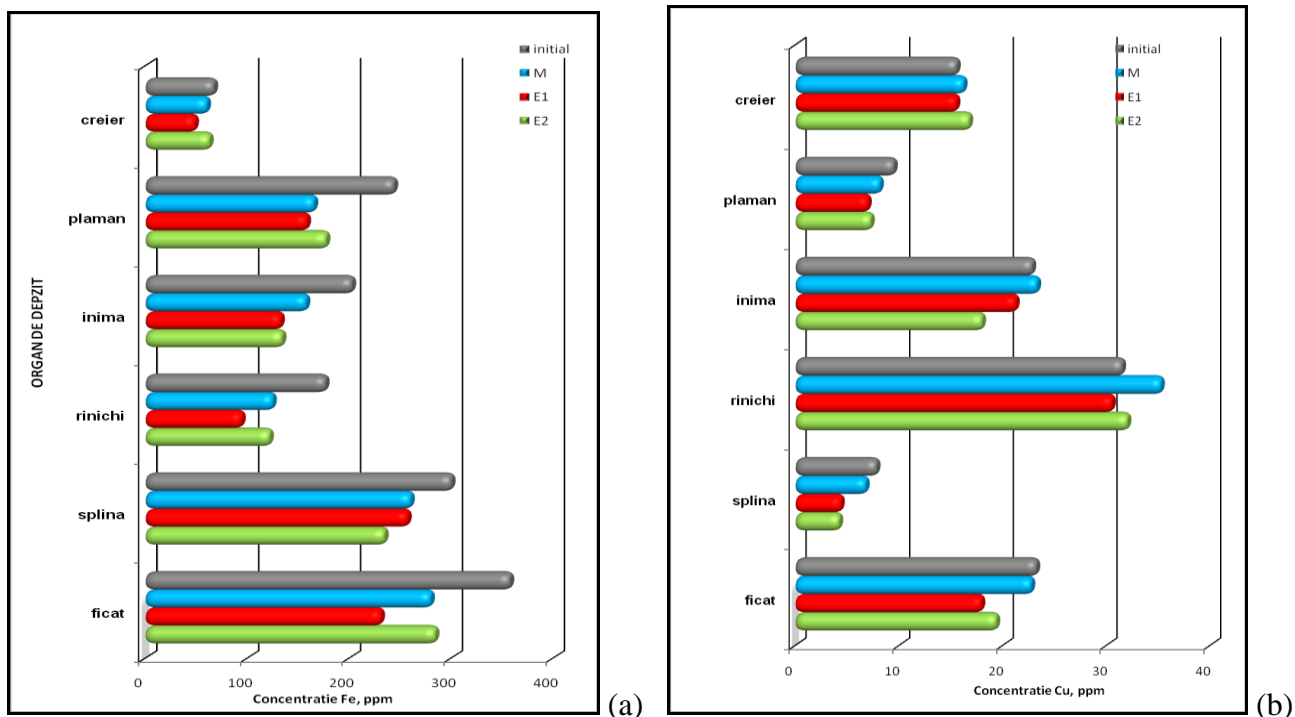 initial
M
E1
E2
creier
plaman
inima
rinichi
splina
ficat
ORGAN DE DEPZIT
0 100 200 300 400
Concentratie Fe, ppm
(a)
initial
M
E1
E2
creier
plaman
inima
rinichi
splina
ficat
0 10 20 30 40
Concentratie Cu, ppm
(b)